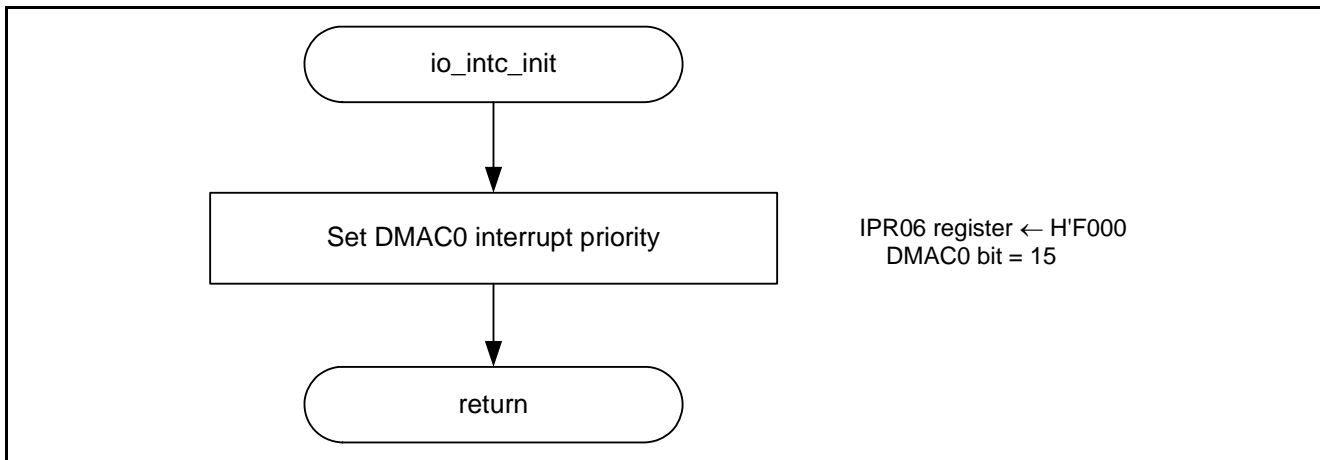 io_intc_init
Set DMAC0 interrupt priority
IPR06 register ← H'F000
DMAC0 bit = 15
return